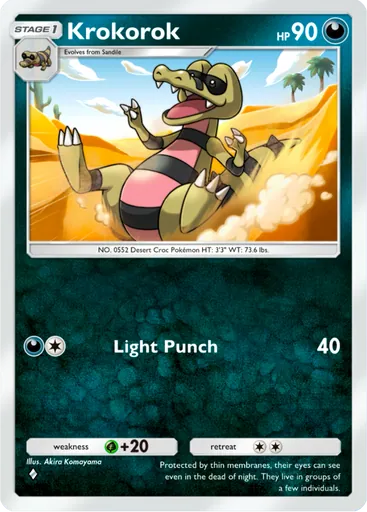 STAGE 1
Krokorok
HP 90
Evolves from Sandile
NO. 0552 Desert Croc Pokémon HT: 3'3" WT: 73.6 lbs.
Light Punch 40
weakness +20 retreat
Illus. Akira Komayama
Protected by thin membranes, their eyes can see
even in the dead of night. They live in groups of
a few individuals.